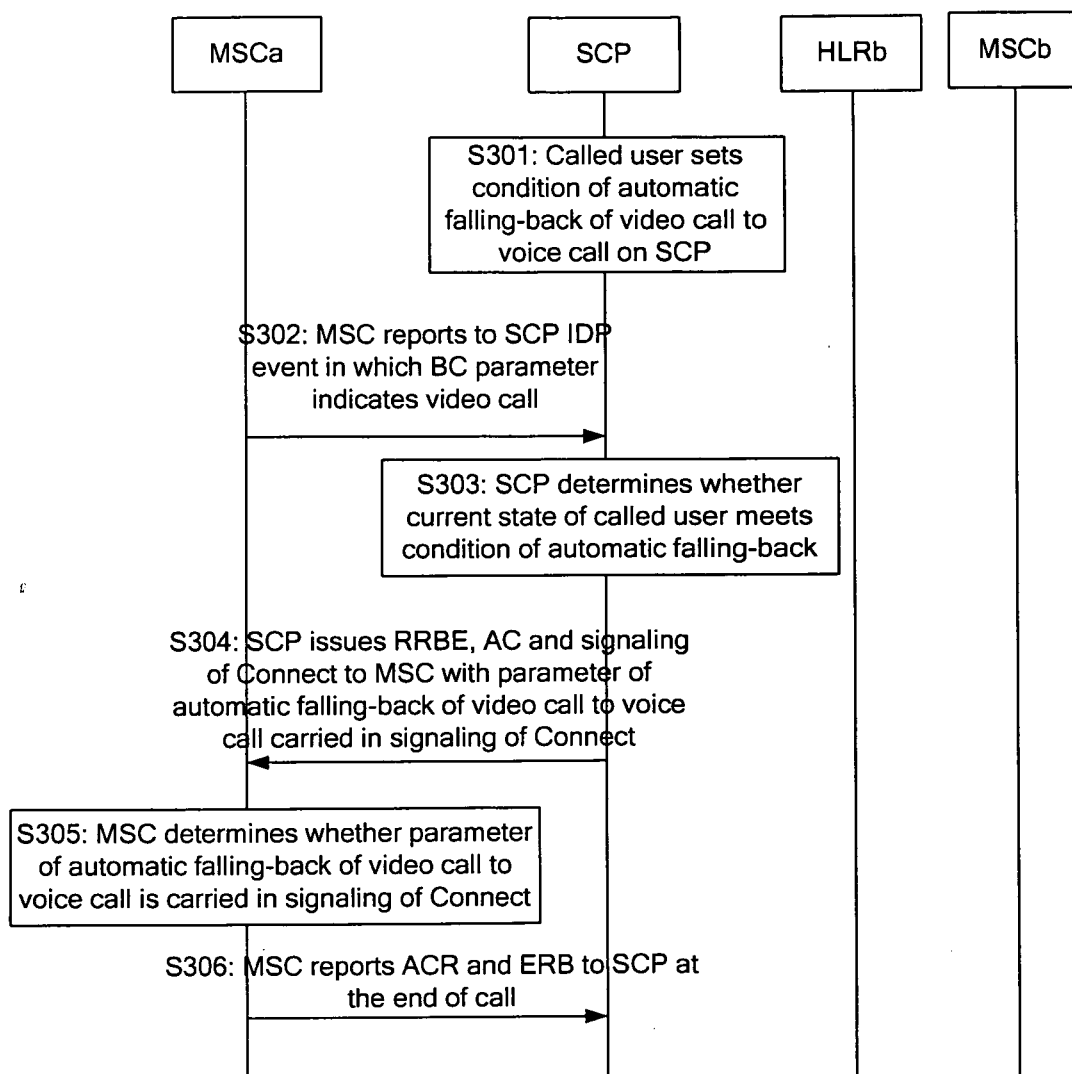 MSCa
SCP
HLRb
MSCb
S301: Called user sets
condition of automatic
falling-back of video call to
voice call on SCP
S302: MSC reports to SCP IDP
event in which BC parameter
indicates video call
S303: SCP determines whether
current state of called user meets
condition of automatic falling-back
S304: SCP issues RRBE, AC and signaling
of Connect to MSC with parameter of
automatic falling-back of video call to voice
call carried in signaling of Connect
S305: MSC determines whether parameter
of automatic falling-back of video call to
voice call is carried in signaling of Connect
S306: MSC reports ACR and ERB to SCP at
the end of call